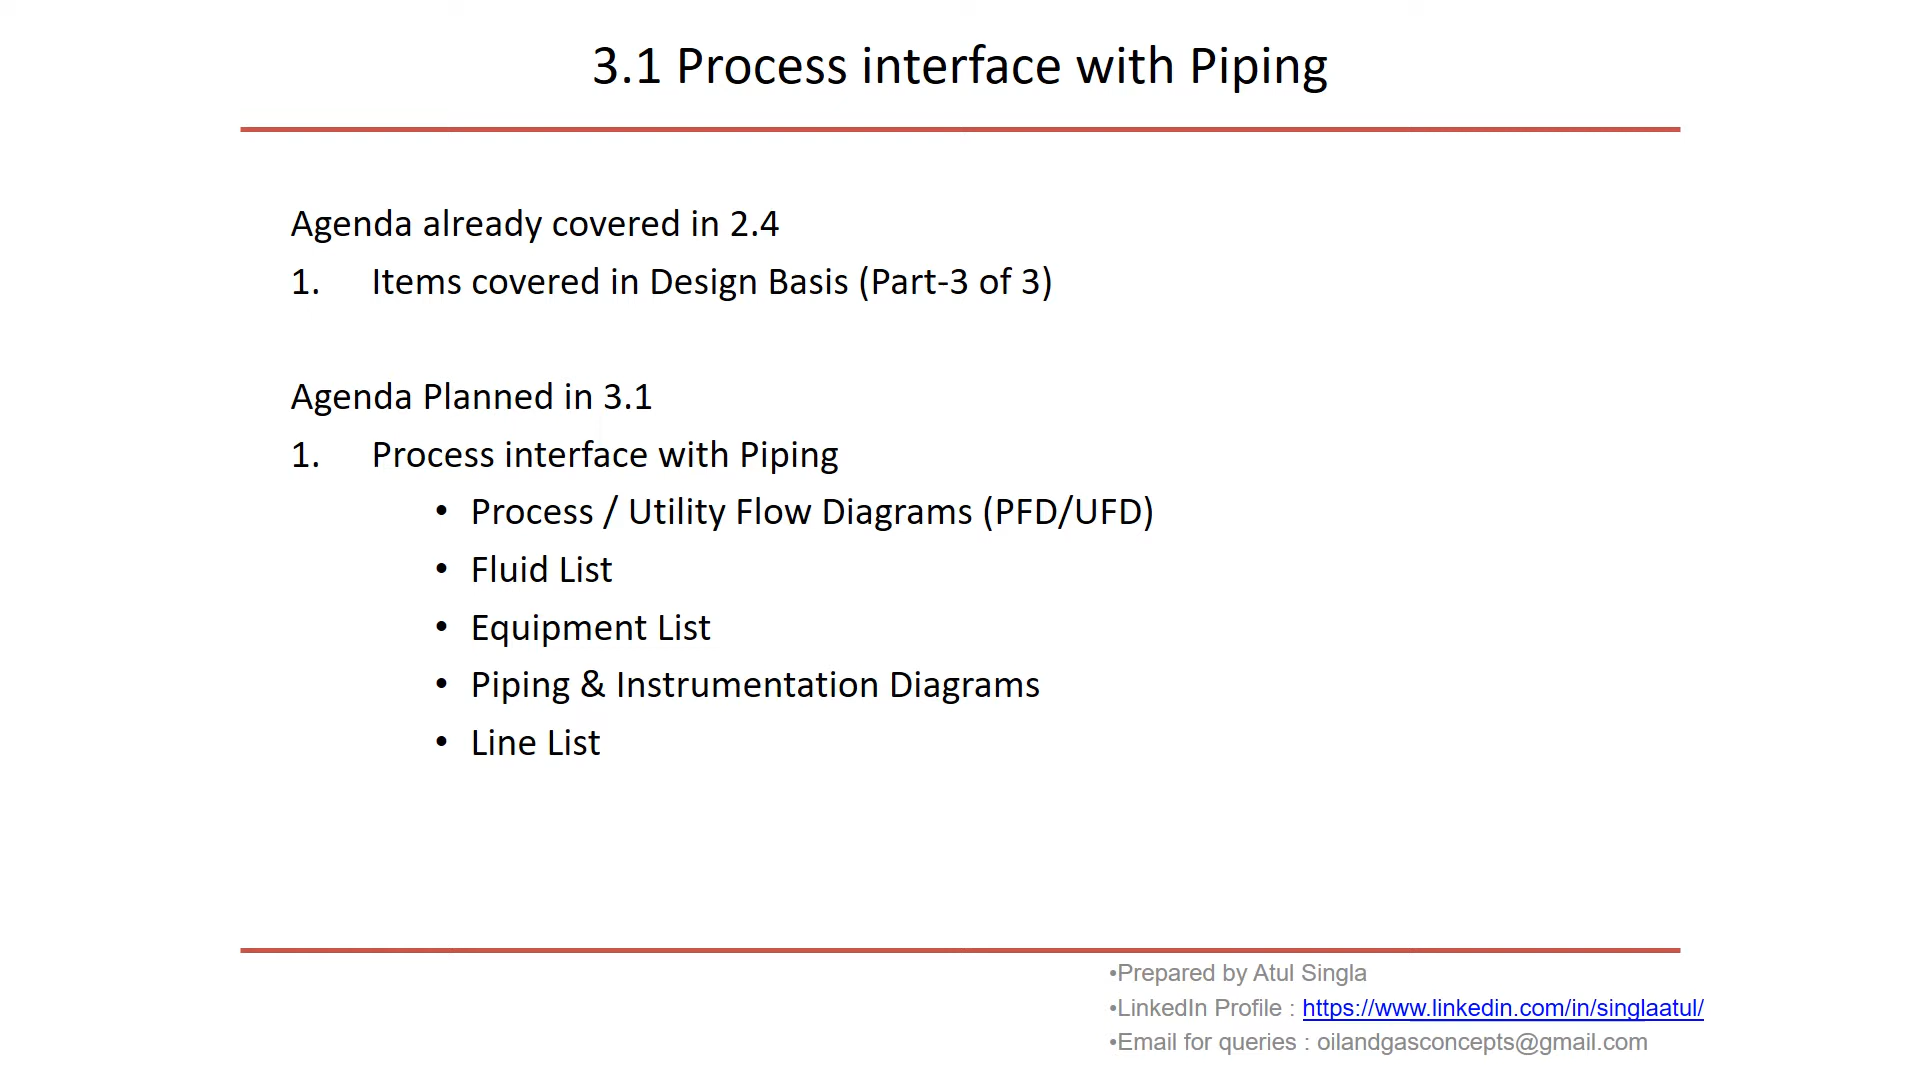 3.1 Process interface with Piping
Agenda already covered in 2.4
1. Items covered in Design Basis (Part-3 of 3)
Agenda Planned in 3.1
1. Process interface with Piping
• Process / Utility Flow Diagrams (PFD/UFD)
• Fluid List
• Equipment List
• Piping & Instrumentation Diagrams
• Line List
•Prepared by Atul Singla
•LinkedIn Profile : https://www.linkedin.com/in/singlaatul/
•Email for queries : oilandgasconcepts@gmail.com